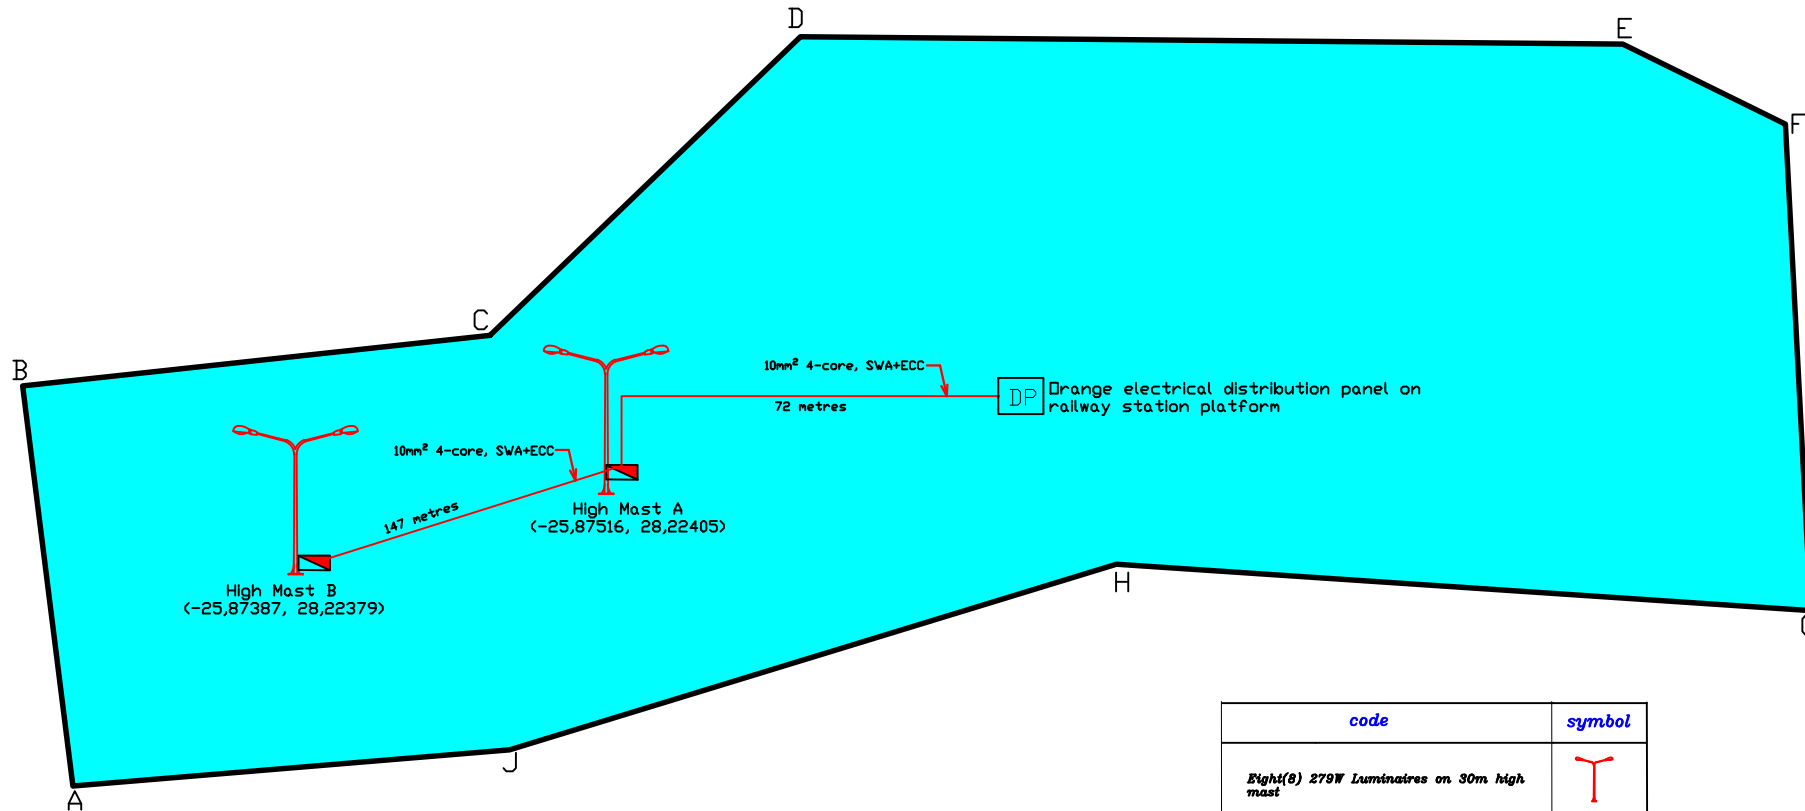 D
E
F
C
B
10mm² 4-core, SWA+ECC
72 metres
DP
Orange electrical distribution panel on
railway station platform
10mm² 4-core, SWA+ECC
147 metres
High Mast A
(-25,87516, 28,22405)
High Mast B
(-25,87387, 28,22379)
H
J
A
code
symbol
Eight(8) 279W Luminaires on 30m high
mast